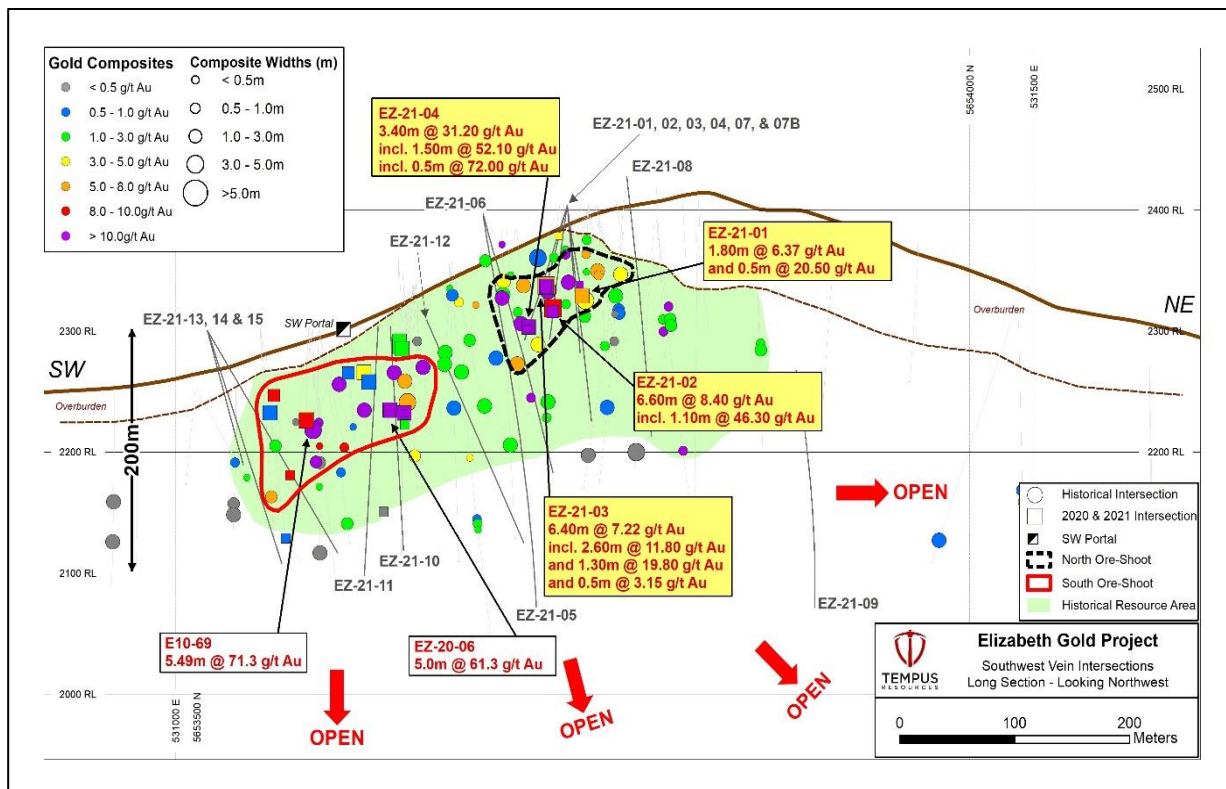 Gold Composites
< 0.5 g/t Au
0.5 - 1.0 g/t Au
1.0 - 3.0 g/t Au
3.0 - 5.0 g/t Au
5.0 - 8.0 g/t Au
8.0 - 10.0g/t Au
> 10.0g/t Au
Composite Widths (m)
< 0.5m
0.5 - 1.0m
1.0 - 3.0m
3.0 - 5.0m
>5.0m
EZ-21-04
3.40m @ 31.20 g/t Au
incl. 1.50m @ 52.10 g/t Au
incl. 0.5m @ 72.00 g/t Au
EZ-21-01, 02, 03, 04, 07, & 07B
EZ-21-08
EZ-21-06
EZ-21-12
5654000 N
531500 E
2500 RL
2400 RL
EZ-21-01
1.80m @ 6.37 g/t Au
and 0.5m @ 20.50 g/t Au
EZ-21-13, 14 & 15
SW Portal
2300 RL
2300 RL
Overburden
NE
SW
Overburden
EZ-21-02
6.60m @ 8.40 g/t Au
incl. 1.10m @ 46.30 g/t Au
200m
2200 RL
2200 RL
OPEN
EZ-21-03
6.40m @ 7.22 g/t Au
incl. 2.60m @ 11.80 g/t Au
and 1.30m @ 19.80 g/t Au
and 0.5m @ 3.15 g/t Au
Historical Intersection
2020 & 2021 Intersection
SW Portal
North Ore-Shoot
South Ore-Shoot
Historical Resource Area
2100 RL
EZ-21-11
EZ-21-10
EZ-21-05
EZ-21-09
E10-69
5.49m @ 71.3 g/t Au
EZ-20-06
5.0m @ 61.3 g/t Au
2000 RL
531000 E
5653500 N
OPEN
OPEN
OPEN
TEMPUS
RESOURCES
Elizabeth Gold Project
Southwest Vein Intersections
Long Section - Looking Northwest
0 100 200
Meters